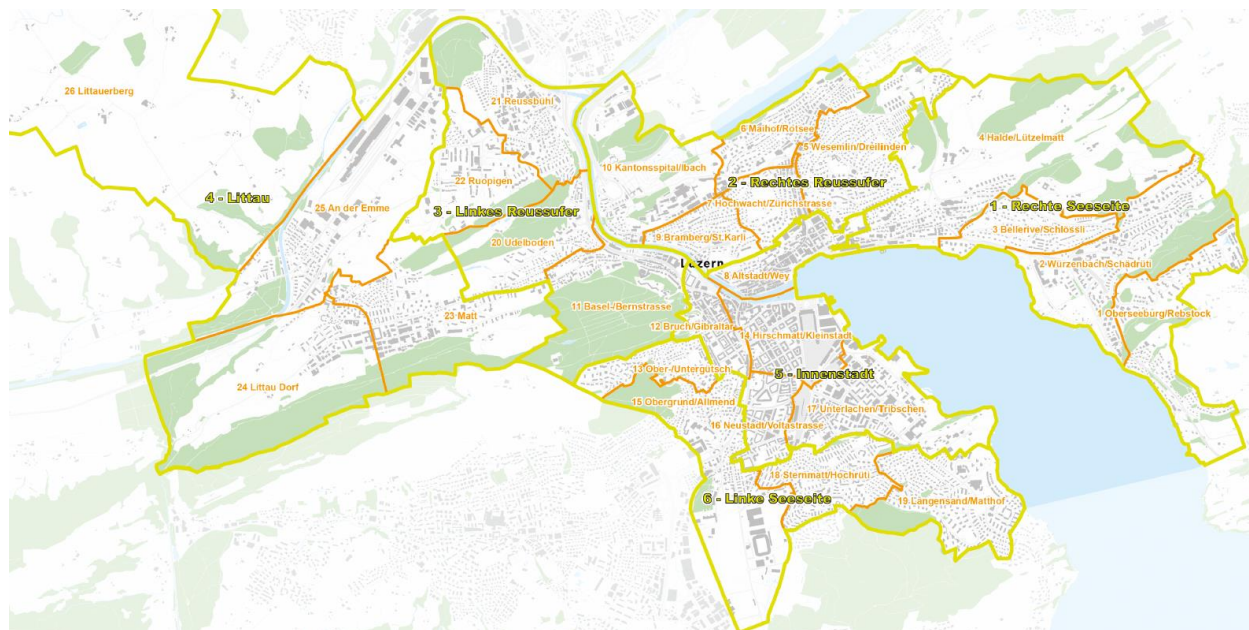 26 Littauerberg
21 Reussbühl
6 Maihof/Rotsee
5 Wesemlin/Dreilinden
4 Halde/Lützelmatt
10 Kantonsspital/Ibach
22 Ruopigen
2 - Rechtes Reussufer
4 - Littau
25 An der Emme
3 - Linkes Reussufer
7 Hochwacht/Zürichstrasse
1 - Rechte Seeseite
3 Bellerive/Schlössli
20 Udelboden
9 Bramberg/St.Karli
Luzern
2 Würzenbach/Schädrüti
8 Altstadt/Wey
11 Basel-/Bernstrasse
23 Matt
1 Oberseeburg/Rebstock
12 Bruch/Gibraltar
14 Hirschmatt/Kleinstadt
13 Ober-/Untergütsch
5 - Innenstadt
24 Littau Dorf
15 Obergrund/Allmend
17 Unterlachen/Tribschen
16 Neustadt/Voltastrasse
18 Sternmatt/Hochrüti
6 - Linke Seeseite
19 Langensand/Matthof